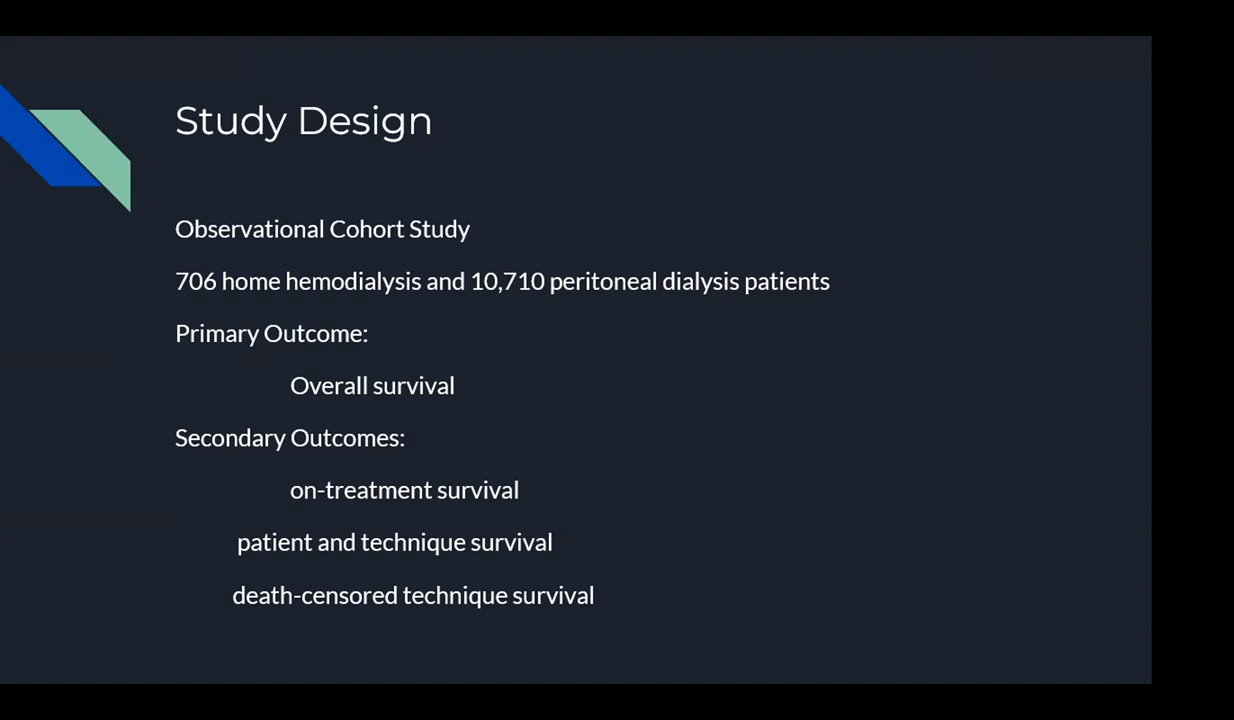 Study Design
Observational Cohort Study
706 home hemodialysis and 10,710 peritoneal dialysis patients
Primary Outcome:
Overall survival
Secondary Outcomes:
on-treatment survival
patient and technique survival
death-censored technique survival